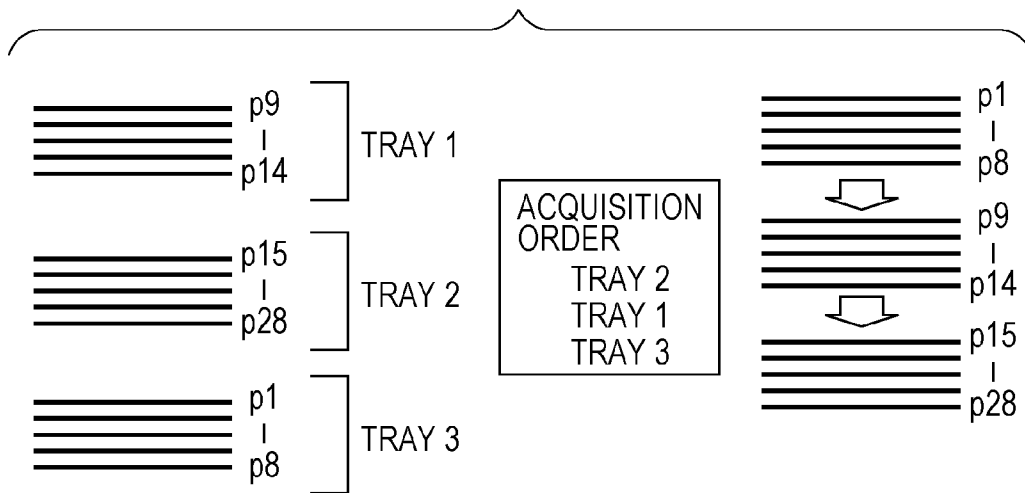 p9
–
p14
TRAY 1
p15
–
p28
TRAY 2
p1
–
p8
TRAY 3
ACQUISITION
ORDER
TRAY 2
TRAY 1
TRAY 3
p1
–
p8
p9
–
p14
p15
–
p28